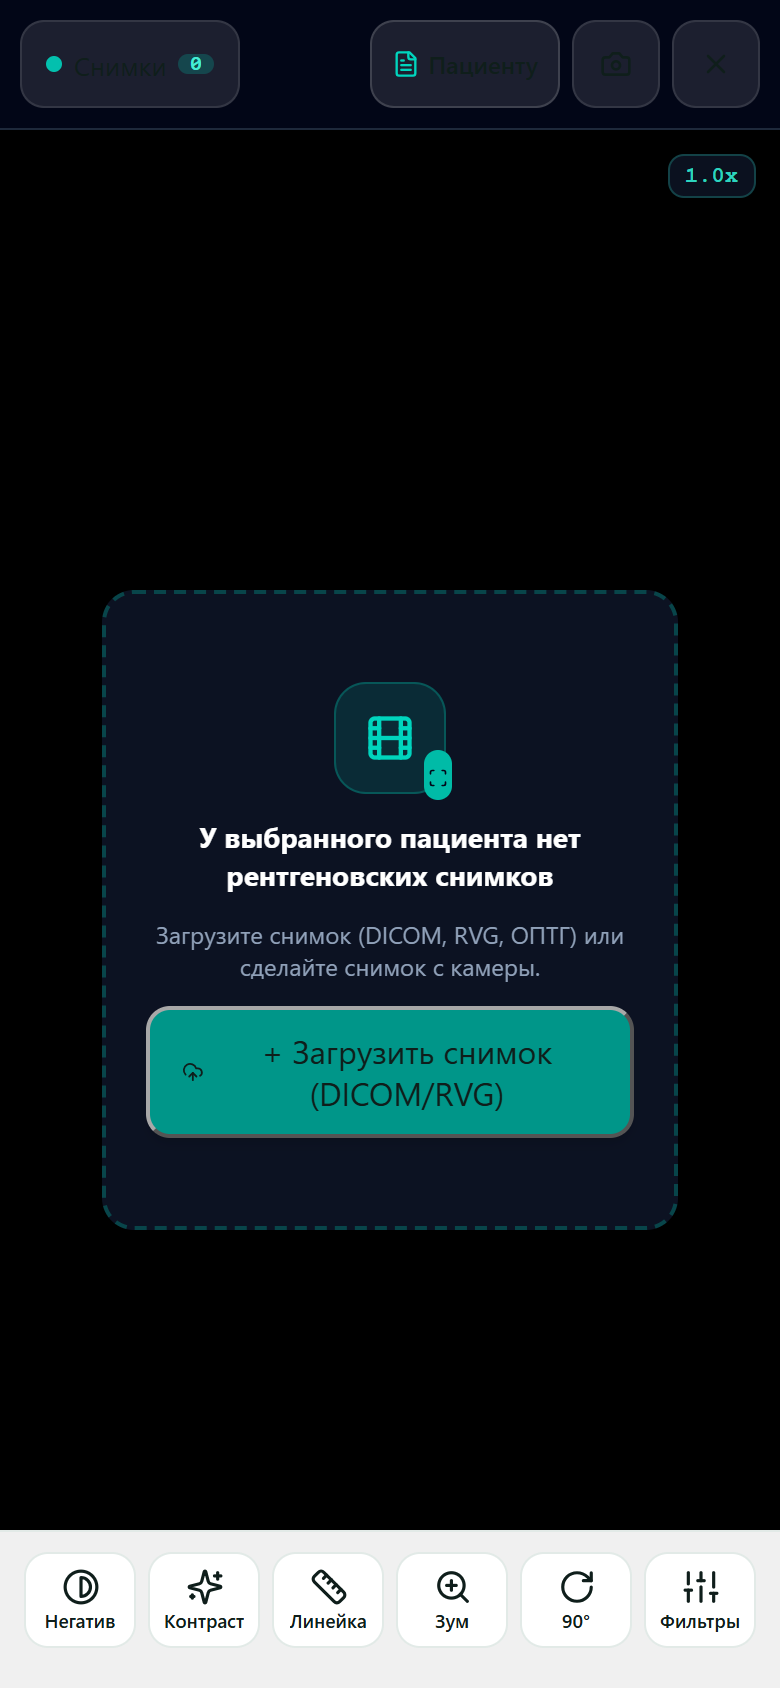 Снимки 0
Пациенту
1.0x
У выбранного пациента нет
рентгеновских снимков
Загрузите снимок (DICOM, RVG, ОПТГ) или
сделайте снимок с камеры.
+ Загрузить снимок
(DICOM/RVG)
Негатив
Контраст
Линейка
Зум
90°
Фильтры